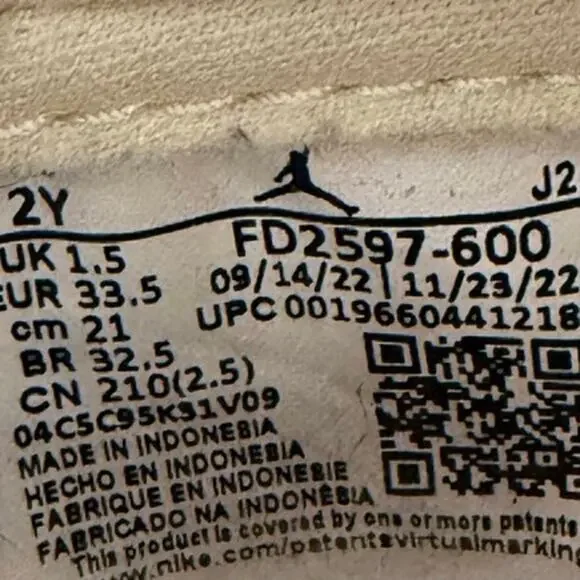 2Y J2
UK 1.5 FD2597-600
EUR 33.5 09/14/22 | 11/23/22
cm 21 UPC 0019660441218
BR 32.5
CN 210(2.5)
04C5C95K31V09
MADE IN INDONESIA
HECHO EN INDONESIA
FABRIQUE EN INDONESIE
FABRICADO NA INDONÉSIA
This product is covered by one or more patents
www.nike.com/patentsvirtualmarking